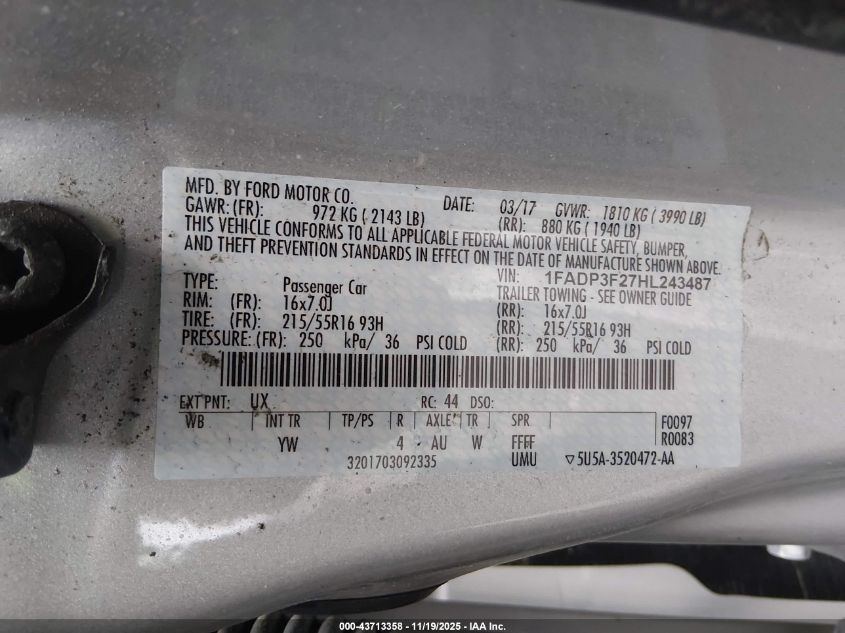 MFD. BY FORD MOTOR CO.
DATE: 03/17 GVWR: 1810 KG ( 3990 LB)
GAWR: (FR): 972 KG ( 2143 LB) (RR): 880 KG ( 1940 LB)
THIS VEHICLE CONFORMS TO ALL APPLICABLE FEDERAL MOTOR VEHICLE SAFETY, BUMPER,
AND THEFT PREVENTION STANDARDS IN EFFECT ON THE DATE OF MANUFACTURE SHOWN ABOVE.
VIN: 1FADP3F27HL243487
TYPE: Passenger Car TRAILER TOWING - SEE OWNER GUIDE
RIM: (FR): 16x7.0J (RR): 16x7.0J
TIRE: (FR): 215/55R16 93H (RR): 215/55R16 93H
PRESSURE: (FR): 250 kPa/ 36 PSI COLD (RR): 250 kPa/ 36 PSI COLD
EXT PNT: UX RC: 44 DSO:
WB INT TR TP/PS R AXLE TR SPR F0097
YW 4 AU W FFFF R0083
3201703092335 UMU ▽5U5A-3520472-AA
000-43713358 - 11/19/2025 - IAA Inc.